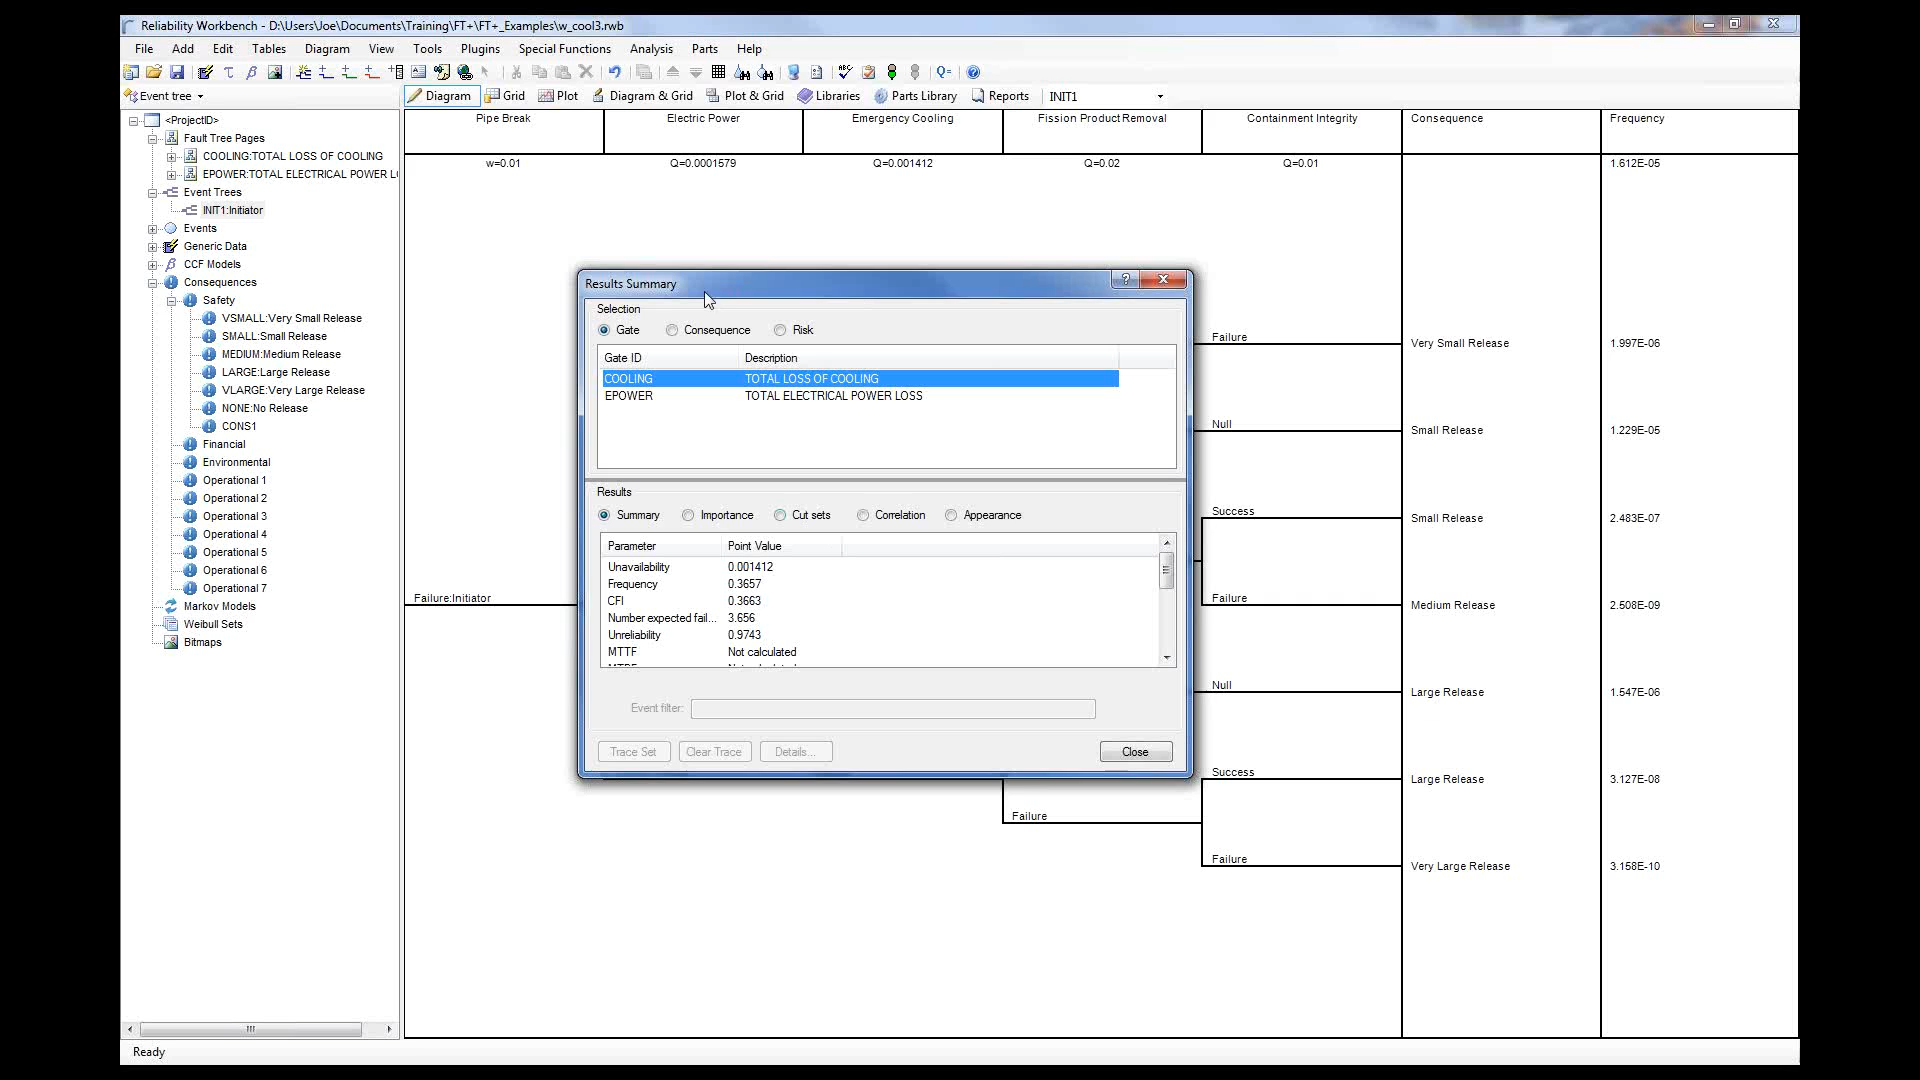 Reliability Workbench - D:\Users\Joe\Documents\Training\FT+\FT+_Examples\w_cool3.rwb
File Add Edit Tables Diagram View Tools Plugins Special Functions Analysis Parts Help
Event tree
Diagram Grid Plot Diagram & Grid Plot & Grid Libraries Parts Library Reports INIT1
<ProjectID>
Fault Tree Pages
COOLING:TOTAL LOSS OF COOLING
EPOWER:TOTAL ELECTRICAL POWER L
Event Trees
INIT1:Initiator
Events
Generic Data
CCF Models
Consequences
Safety
VSMALL:Very Small Release
SMALL:Small Release
MEDIUM:Medium Release
LARGE:Large Release
VLARGE:Very Large Release
NONE:No Release
CONS1
Financial
Environmental
Operational 1
Operational 2
Operational 3
Operational 4
Operational 5
Operational 6
Operational 7
Markov Models
Weibull Sets
Bitmaps
Pipe Break Electric Power Emergency Cooling Fission Product Removal Containment Integrity Consequence Frequency
w=0.01 Q=0.0001579 Q=0.001412 Q=0.02 Q=0.01 1.612E-05
Failure Very Small Release 1.997E-06
Null Small Release 1.229E-05
Success Small Release 2.483E-07
Failure:Initiator
Failure Medium Release 2.508E-09
Null Large Release 1.547E-06
Success Large Release 3.127E-08
Failure
Failure Very Large Release 3.158E-10
Results Summary
Selection
Gate Consequence Risk
Gate ID Description
COOLING TOTAL LOSS OF COOLING
EPOWER TOTAL ELECTRICAL POWER LOSS
Results
Summary Importance Cut sets Correlation Appearance
Parameter Point Value
Unavailability 0.001412
Frequency 0.3657
CFI 0.3663
Number expected fail... 3.656
Unreliability 0.9743
MTTF Not calculated
Event filter:
Trace Set Clear Trace Details... Close
Ready